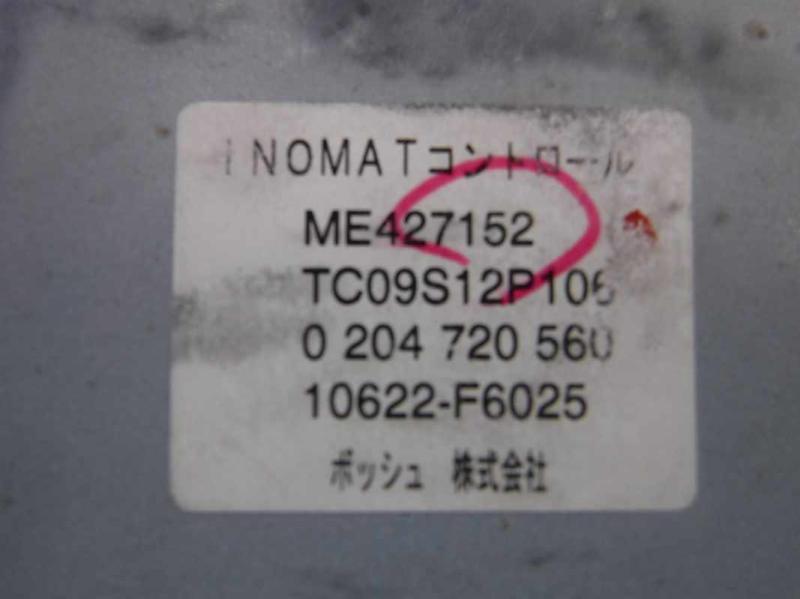 INOMATコントロール
ME427152
TC09S12P106
0 204 720 560
10622-F6025
ボッシュ 株式会社